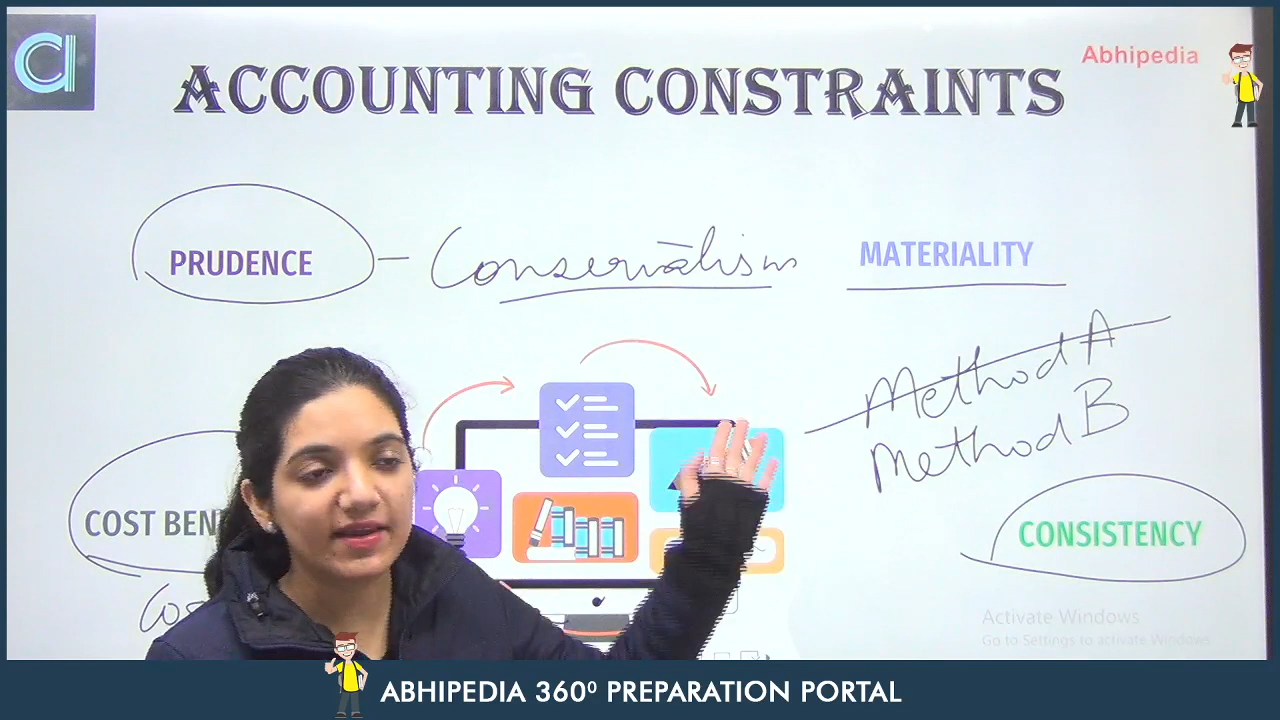 Abhipedia
ACCOUNTING CONSTRAINTS
PRUDENCE - Conservatism MATERIALITY
Method A
Method B
COST BEN
CONSISTENCY
Activate Windows
Go to Settings to activate Windows.
ABHIPEDIA 360⁰ PREPARATION PORTAL